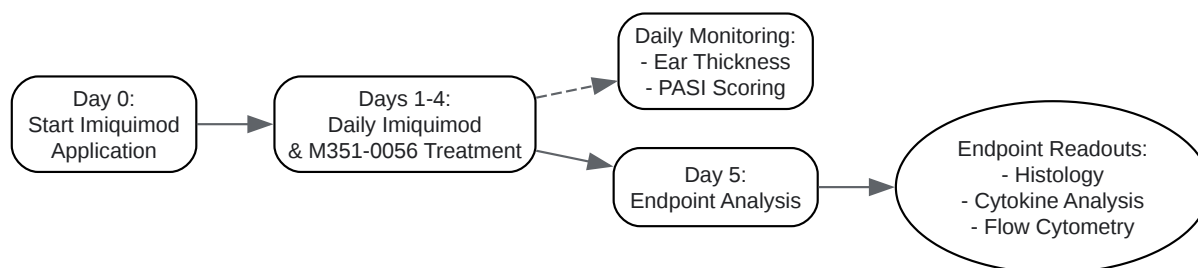 Day 0:
Start Imiquimod
Application
Days 1-4:
Daily Imiquimod
& M351-0056 Treatment
Daily Monitoring:
- Ear Thickness
- PASI Scoring
Day 5:
Endpoint Analysis
Endpoint Readouts:
- Histology
- Cytokine Analysis
- Flow Cytometry